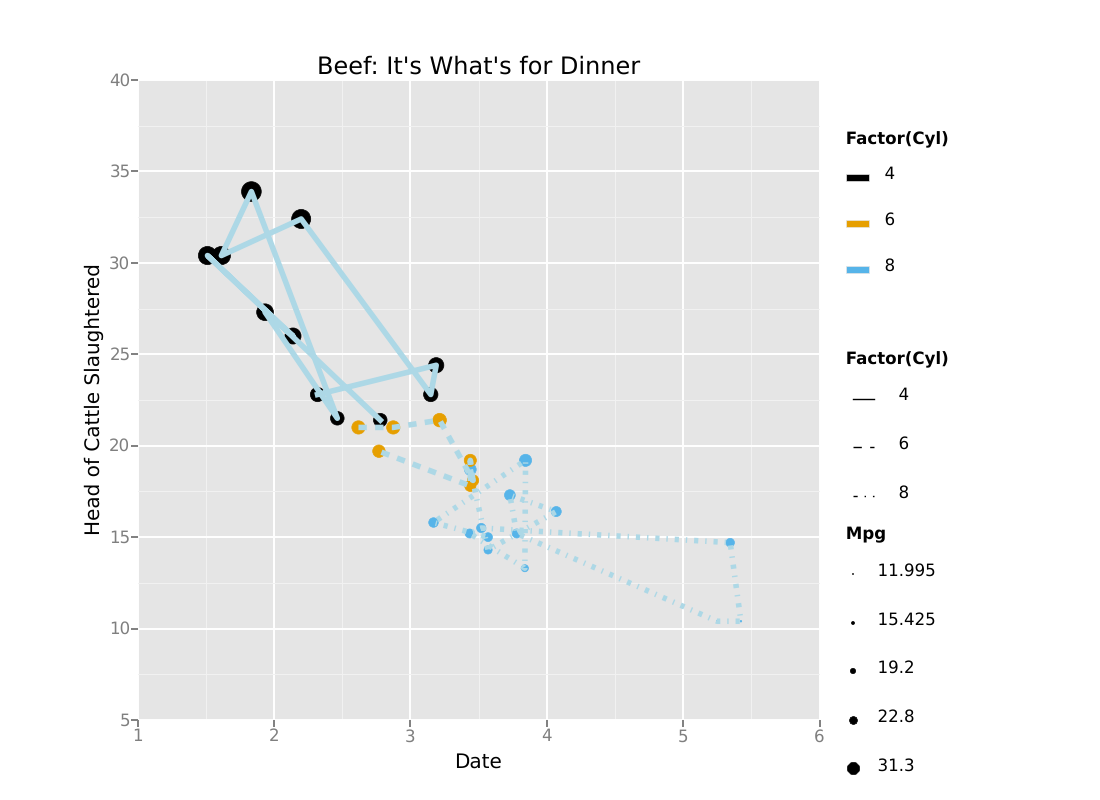 Beef: It's What's for Dinner
40
35
30
25
20
15
10
5
Head of Cattle Slaughtered
1 2 3 4 5 6
Date
Factor(Cyl)
4
6
8
Factor(Cyl)
4
6
8
Mpg
11.995
15.425
19.2
22.8
31.3